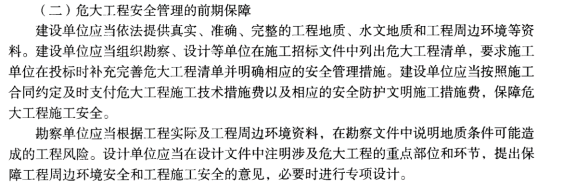 （二）危大工程安全管理的前期保障
建设单位应当依法提供真实、准确、完整的工程地质、水文地质和工程周边环境等资
料。建设单位应当组织勘察、设计等单位在施工招标文件中列出危大工程清单，要求施工
单位在投标时补充完善危大工程清单并明确相应的安全管理措施。建设单位应当按照施工
合同约定及时支付危大工程施工技术措施费以及相应的安全防护文明施工措施费，保障危
大工程施工安全。
勘察单位应当根据工程实际及工程周边环境资料，在勘察文件中说明地质条件可能造
成的工程风险。设计单位应当在设计文件中注明涉及危大工程的重点部位和环节，提出保
障工程周边环境安全和工程施工安全的意见，必要时进行专项设计。